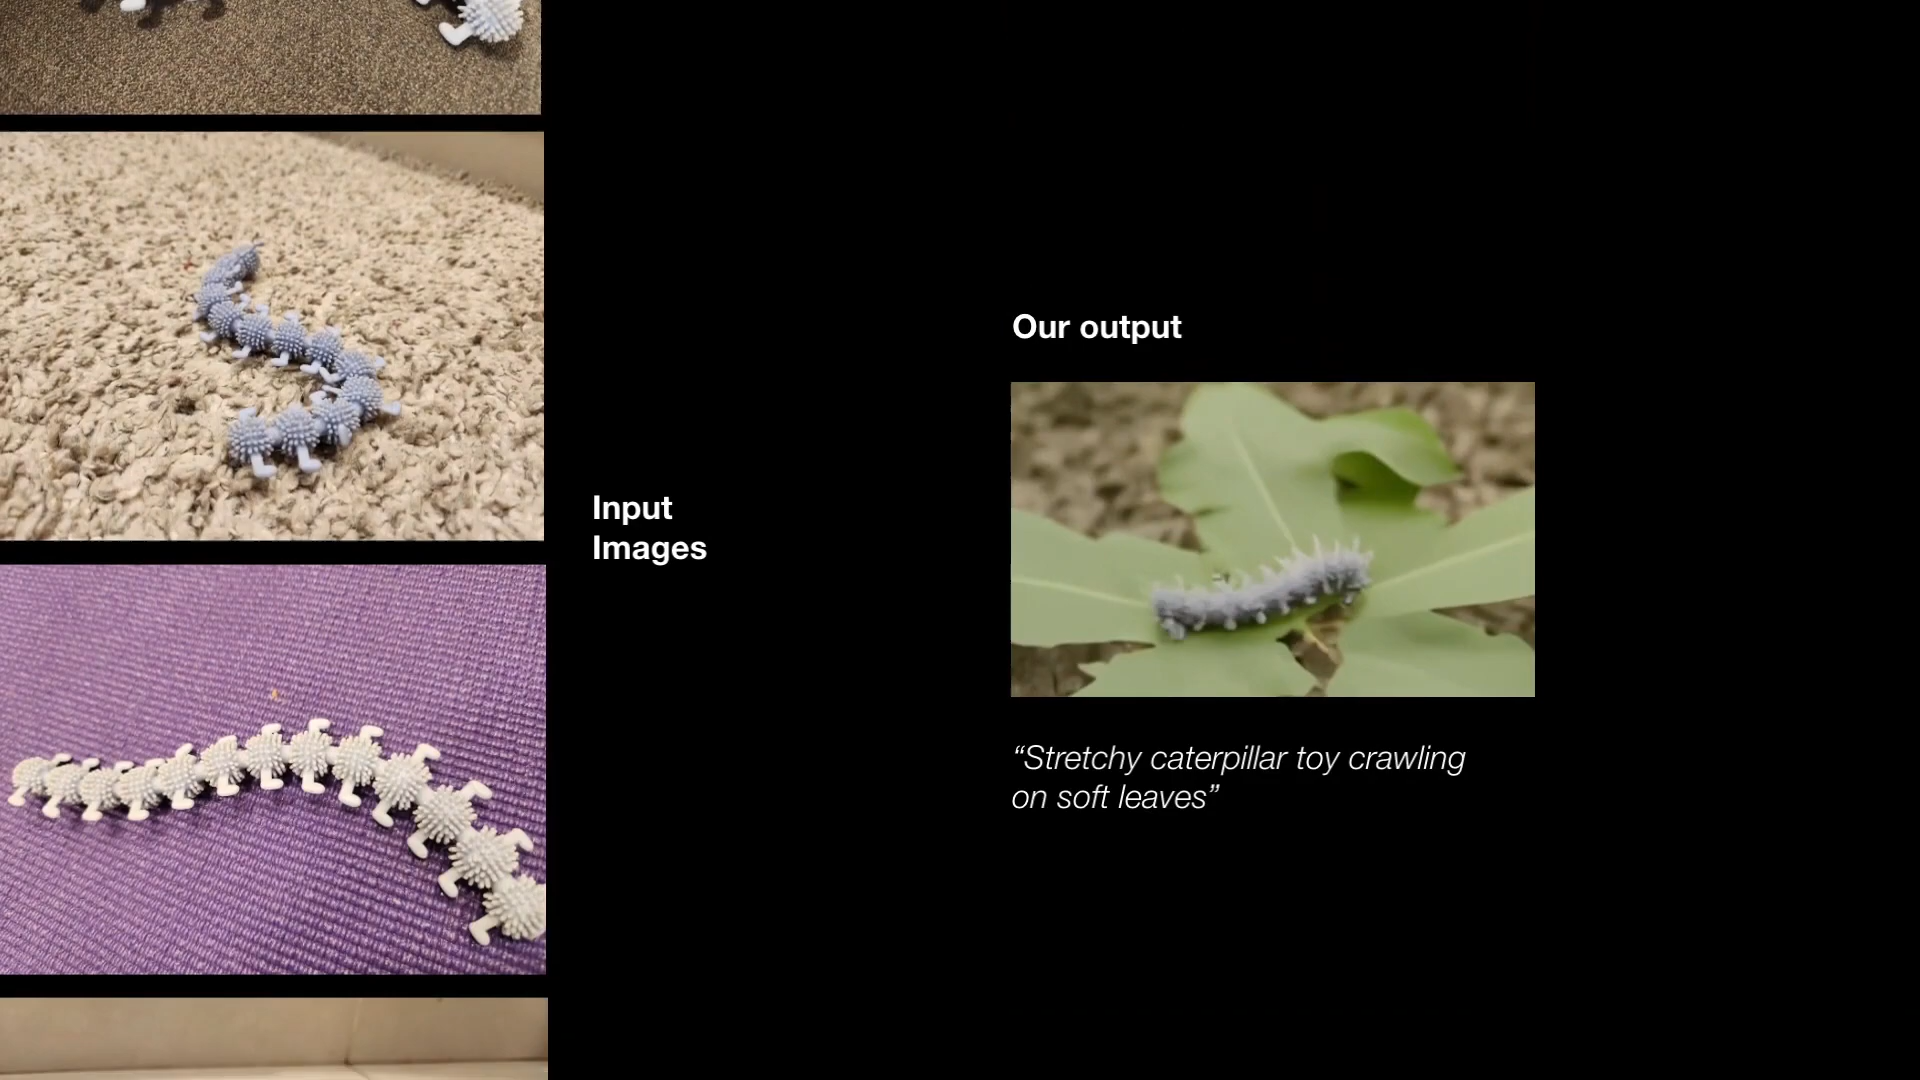 Input
Images
Our output
“Stretchy caterpillar toy crawling
on soft leaves”